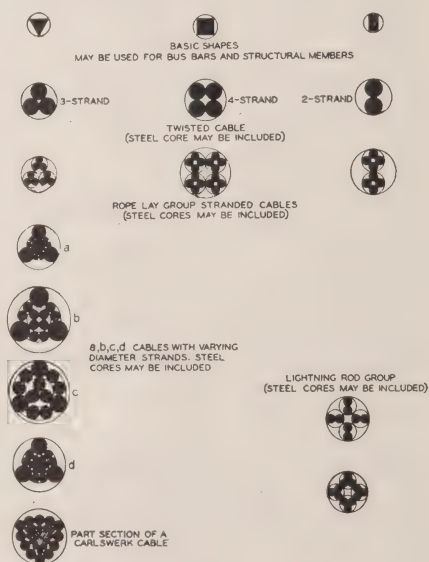 BASIC SHAPES
MAY BE USED FOR BUS BARS AND STRUCTURAL MEMBERS
3-STRAND
4-STRAND
2-STRAND
TWISTED CABLE
(STEEL CORE MAY BE INCLUDED)
ROPE LAY GROUP STRANDED CABLES
(STEEL CORES MAY BE INCLUDED)
a
b
a,b,c,d CABLES WITH VARYING
DIAMETER STRANDS. STEEL
CORES MAY BE INCLUDED
c
LIGHTNING ROD GROUP
(STEEL CORES MAY BE INCLUDED)
d
PART SECTION OF A
CARLSWERK CABLE